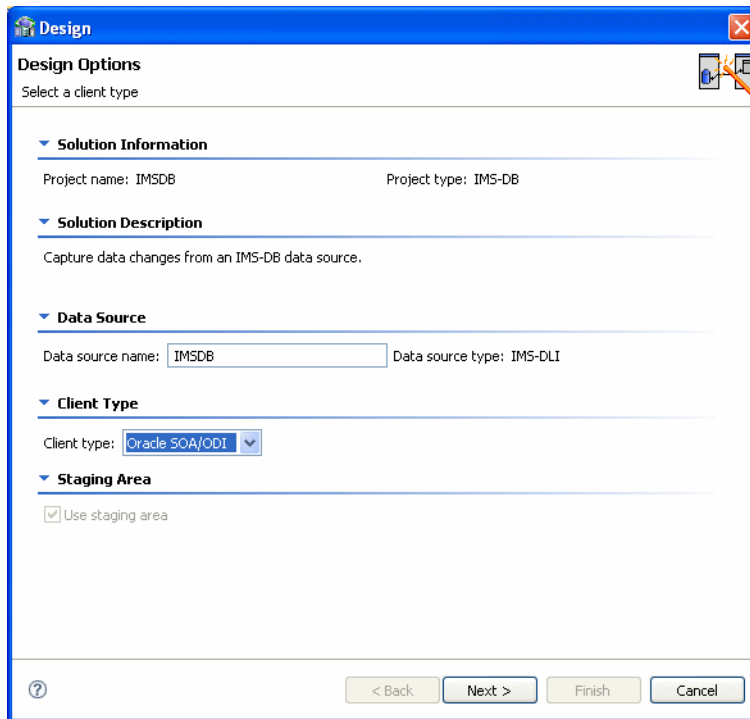 Design
Design Options
Select a client type
Solution Information
Project name: IMSDB Project type: IMS-DB
Solution Description
Capture data changes from an IMS-DB data source.
Data Source
Data source name: IMSDB Data source type: IMS-DLI
Client Type
Client type: Oracle SOA/ODI
Staging Area
Use staging area
? < Back Next > Finish Cancel